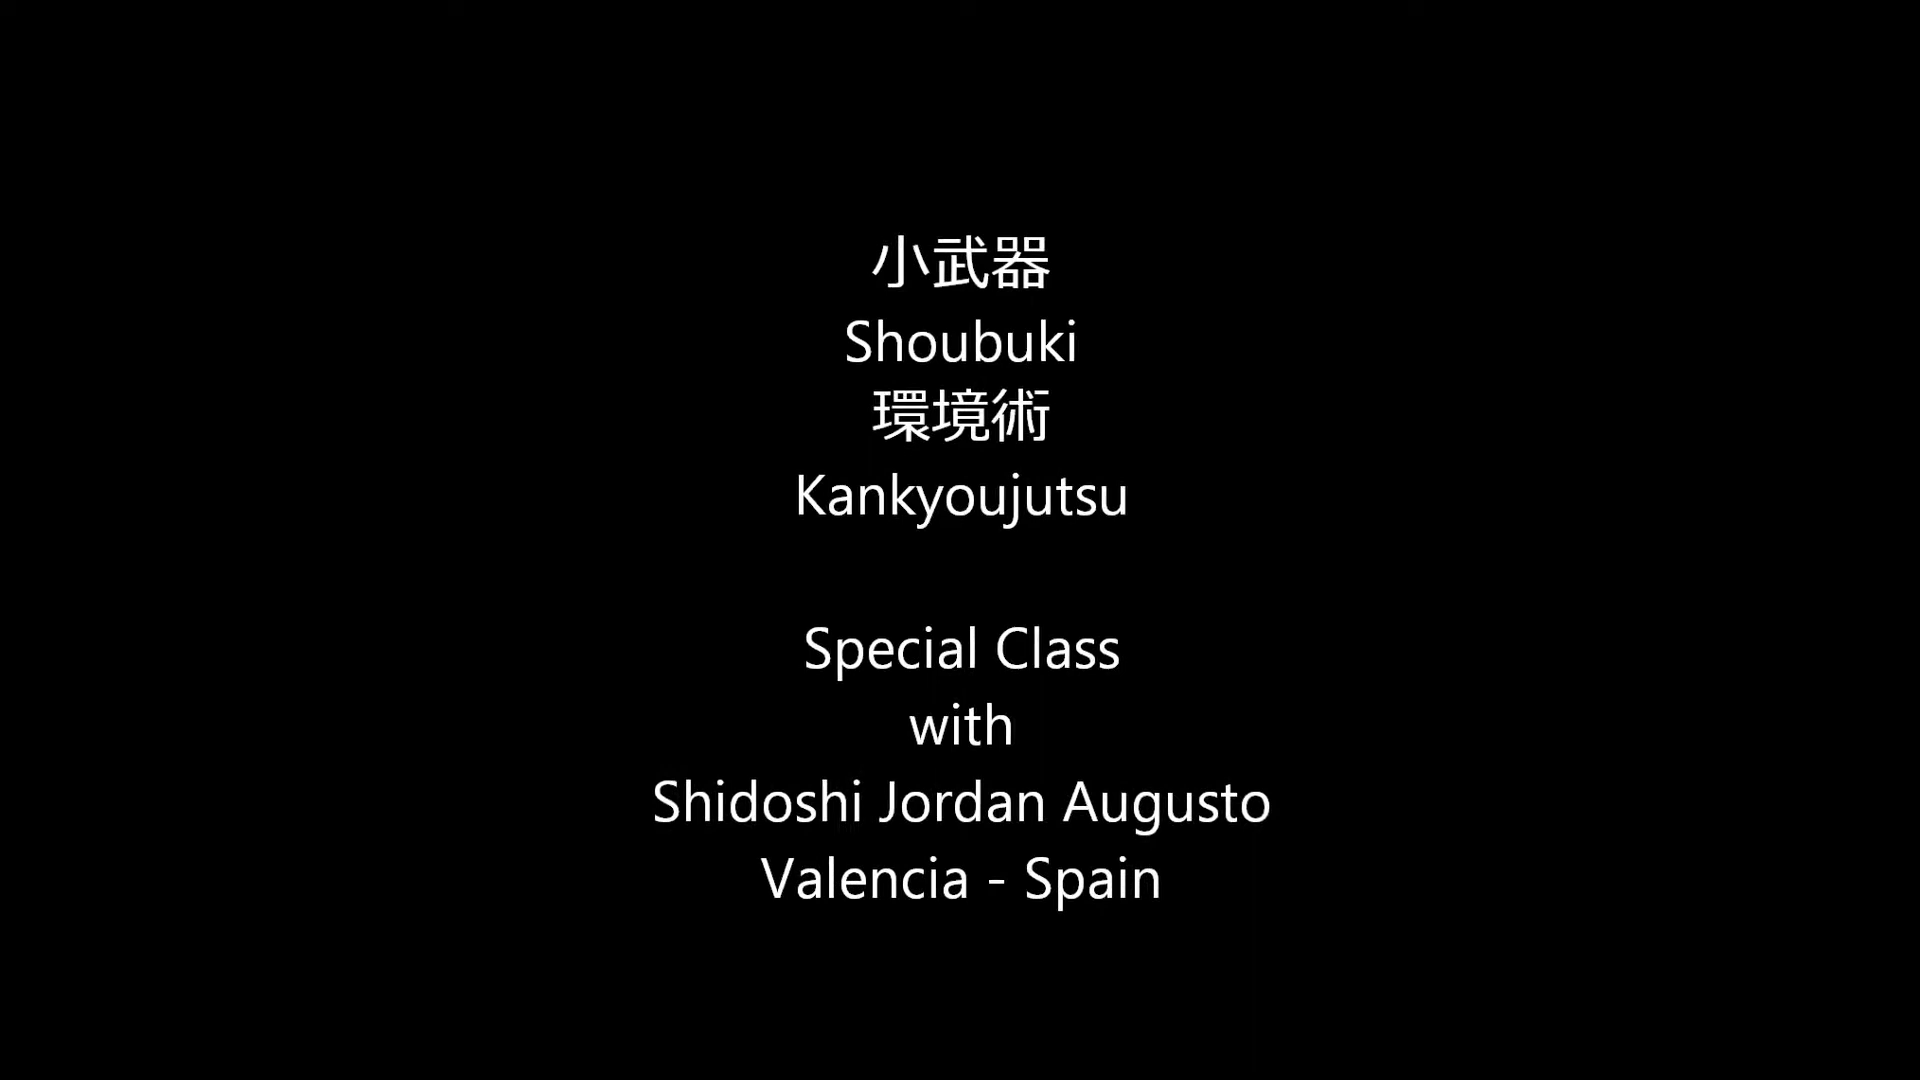 小武器
Shoubuki
環境術
Kankyoujutsu
Special Class
with
Shidoshi Jordan Augusto
Valencia - Spain